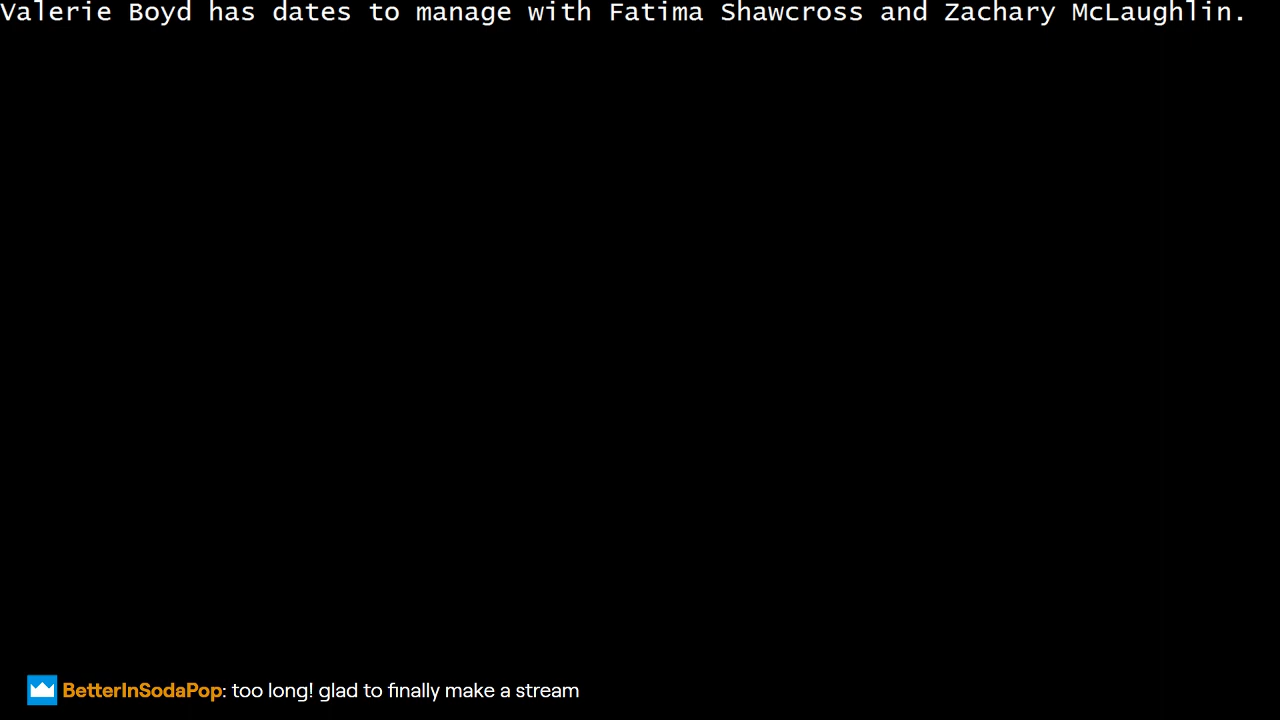 Valerie Boyd has dates to manage with Fatima Shawcross and Zachary McLaughlin.
BetterInSodaPop: too long! glad to finally make a stream